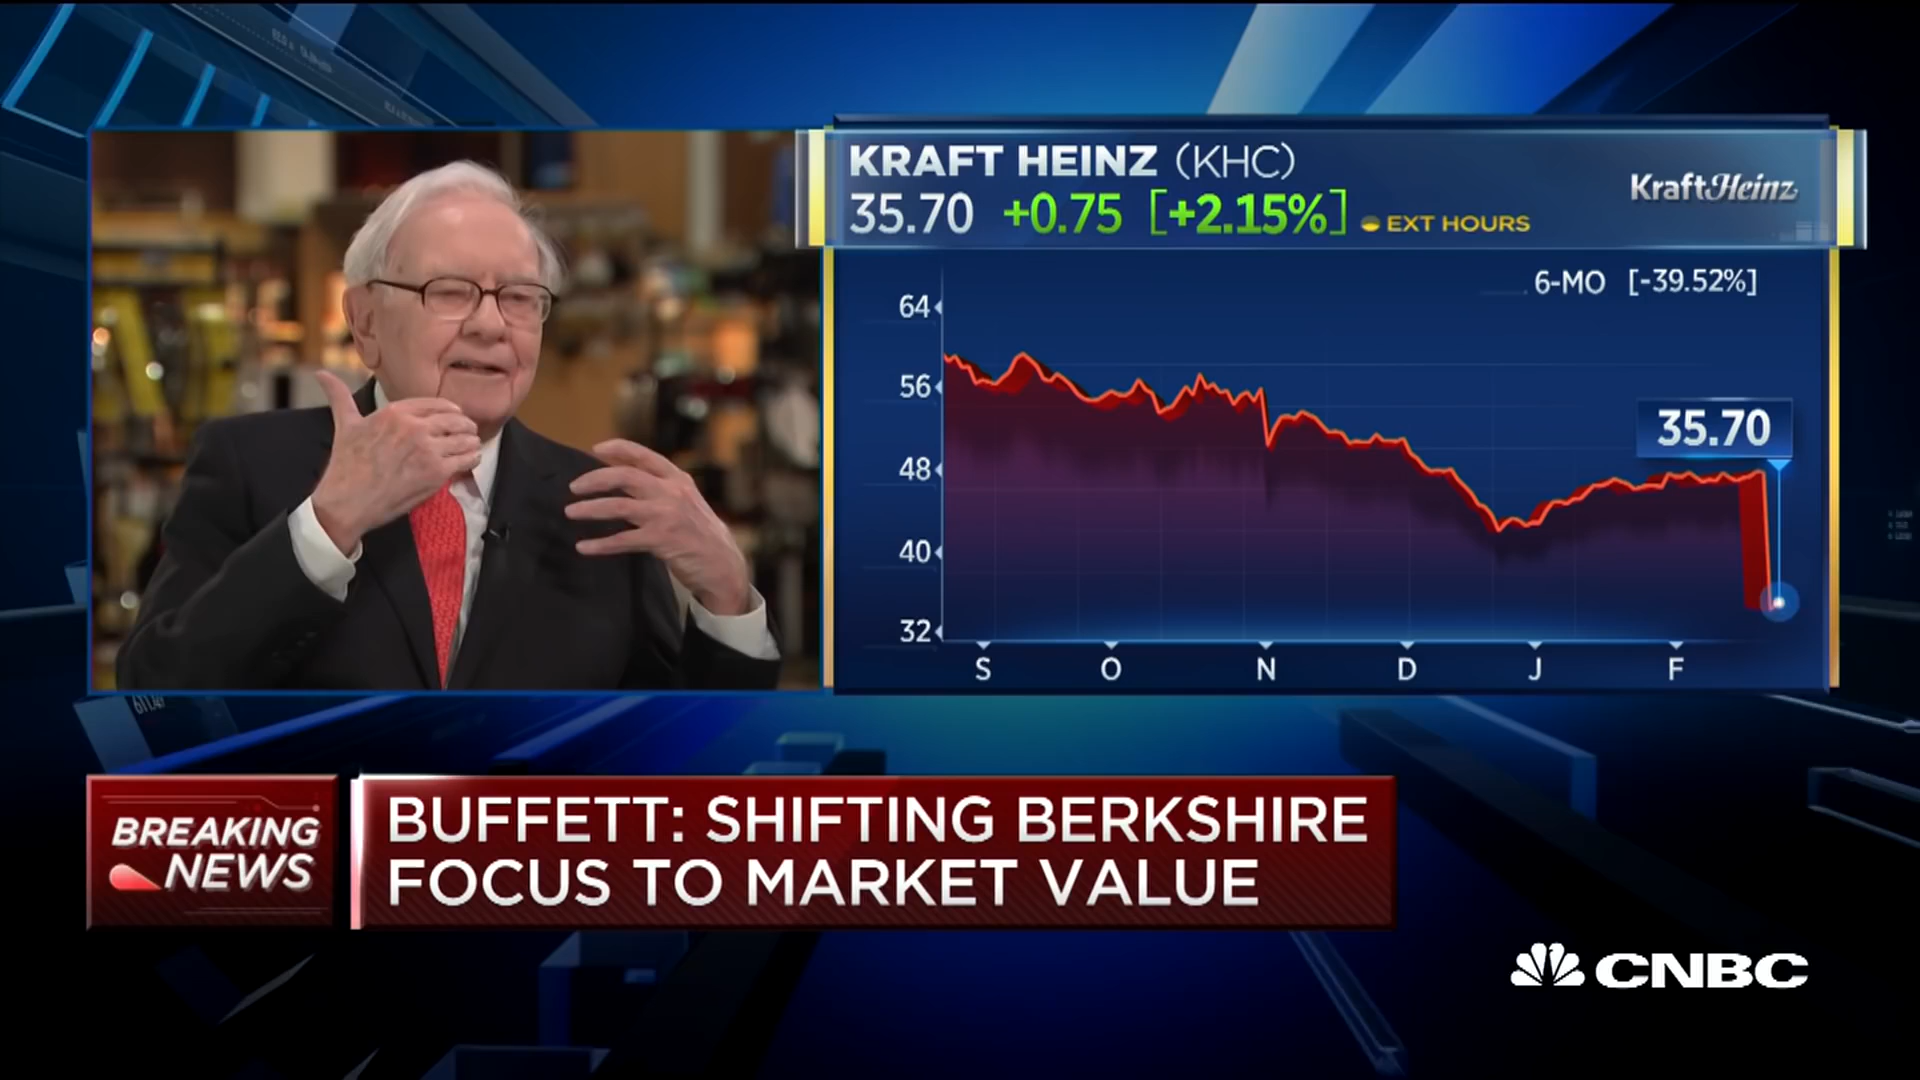 KRAFT HEINZ (KHC)
35.70 +0.75 [+2.15%] EXT HOURS
KraftHeinz
6-MO [-39.52%]
64
56
48
40
32
35.70
S O N D J F
BREAKING
NEWS
BUFFETT: SHIFTING BERKSHIRE
FOCUS TO MARKET VALUE
CNBC